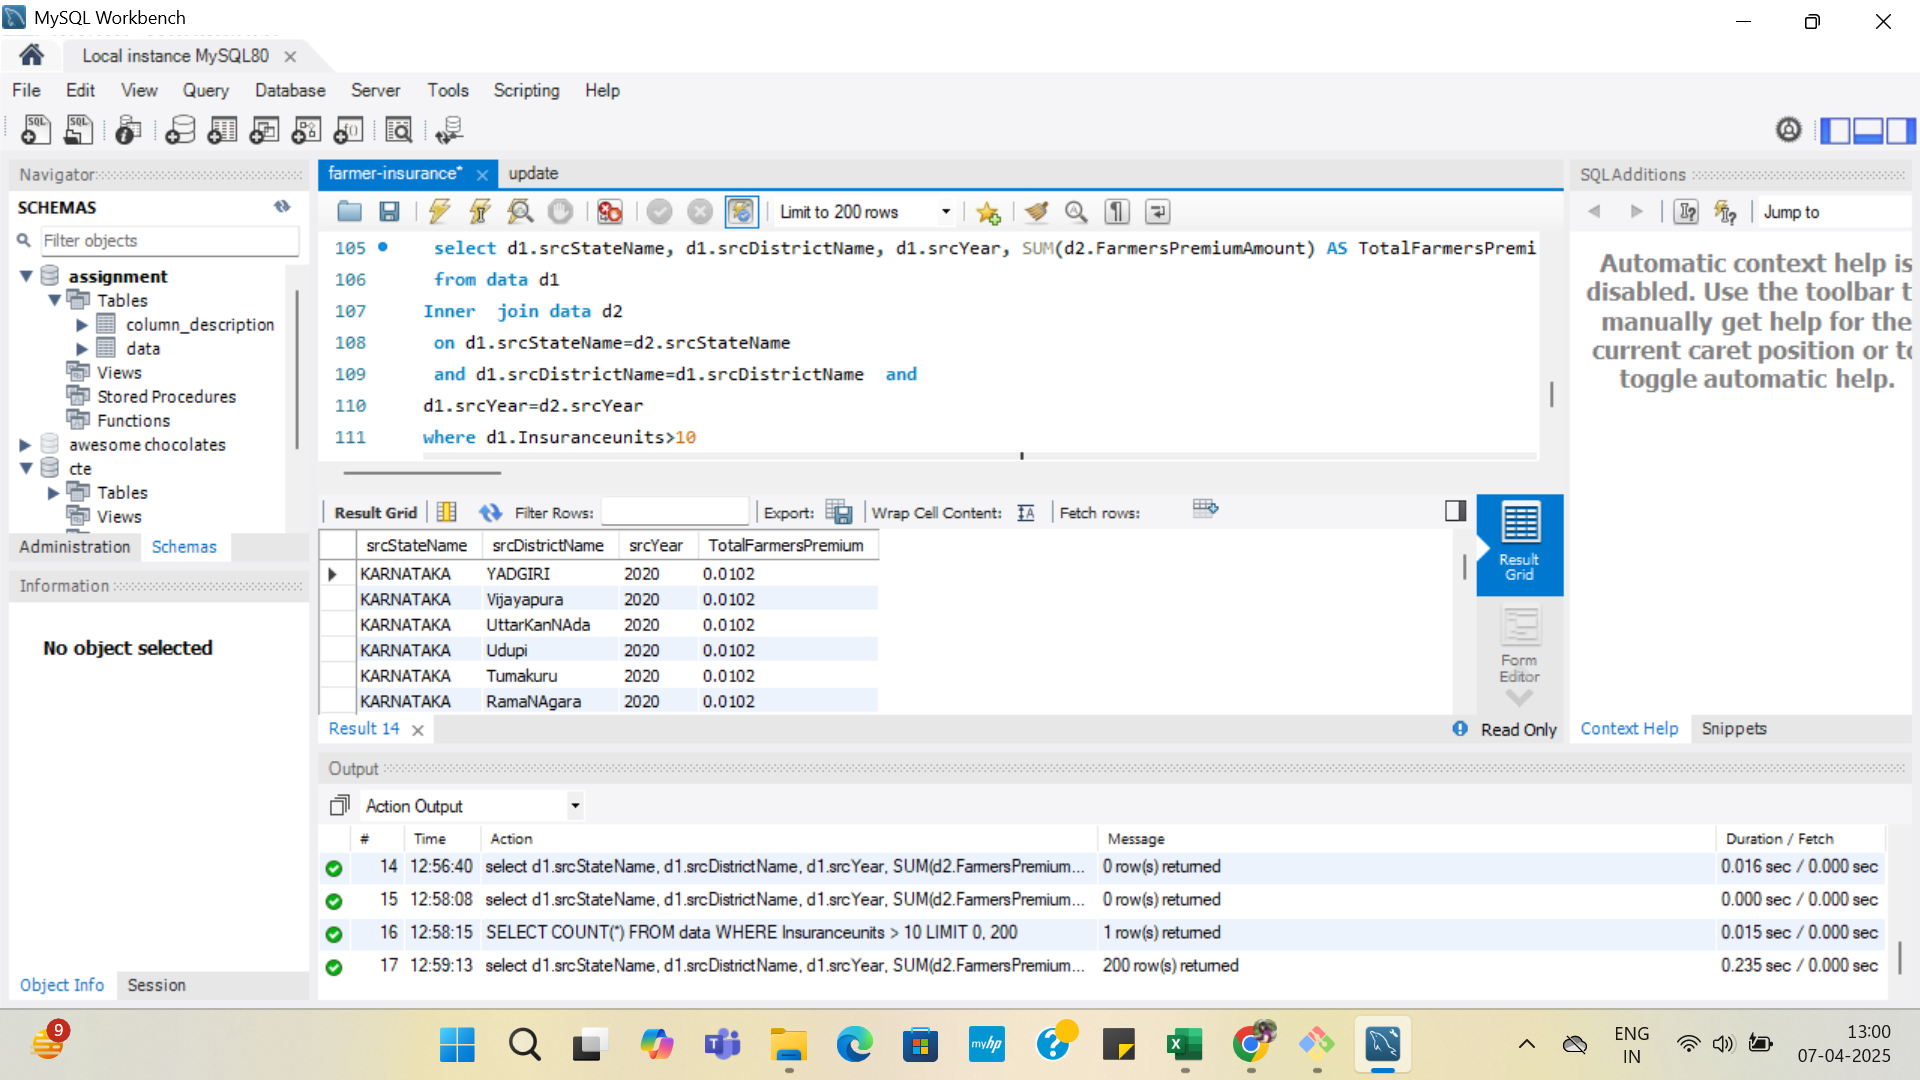 MySQL Workbench
Local instance MySQL80
File Edit View Query Database Server Tools Scripting Help
Navigator
SCHEMAS
Filter objects
assignment
Tables
column_description
data
Views
Stored Procedures
Functions
awesome chocolates
cte
Tables
Views
Administration Schemas
Information
No object selected
Object Info Session
farmer-insurance* update
Limit to 200 rows
105 select d1.srcStateName, d1.srcDistrictName, d1.srcYear, SUM(d2.FarmersPremiumAmount) AS TotalFarmersPremi
106 from data d1
107 Inner  join data d2
108 on d1.srcStateName=d2.srcStateName
109 and d1.srcDistrictName=d1.srcDistrictName  and
110 d1.srcYear=d2.srcYear
111 where d1.Insuranceunits>10
Result Grid Filter Rows: Export: Wrap Cell Content: Fetch rows:
srcStateName srcDistrictName srcYear TotalFarmersPremium
KARNATAKA YADGIRI 2020 0.0102
KARNATAKA Vijayapura 2020 0.0102
KARNATAKA UttarKanNAda 2020 0.0102
KARNATAKA Udupi 2020 0.0102
KARNATAKA Tumakuru 2020 0.0102
KARNATAKA RamaNAgara 2020 0.0102
Result Grid
Form Editor
Result 14
Read Only
SQLAdditions
Jump to
Automatic context help is
disabled. Use the toolbar t
manually get help for the
current caret position or to
toggle automatic help.
Context Help Snippets
Output
Action Output
# Time Action Message Duration / Fetch
14 12:56:40 select d1.srcStateName, d1.srcDistrictName, d1.srcYear, SUM(d2.FarmersPremium... 0 row(s) returned 0.016 sec / 0.000 sec
15 12:58:08 select d1.srcStateName, d1.srcDistrictName, d1.srcYear, SUM(d2.FarmersPremium... 0 row(s) returned 0.000 sec / 0.000 sec
16 12:58:15 SELECT COUNT(*) FROM data WHERE Insuranceunits > 10 LIMIT 0, 200 1 row(s) returned 0.015 sec / 0.000 sec
17 12:59:13 select d1.srcStateName, d1.srcDistrictName, d1.srcYear, SUM(d2.FarmersPremium... 200 row(s) returned 0.235 sec / 0.000 sec
9
myhp
ENG
IN
13:00
07-04-2025